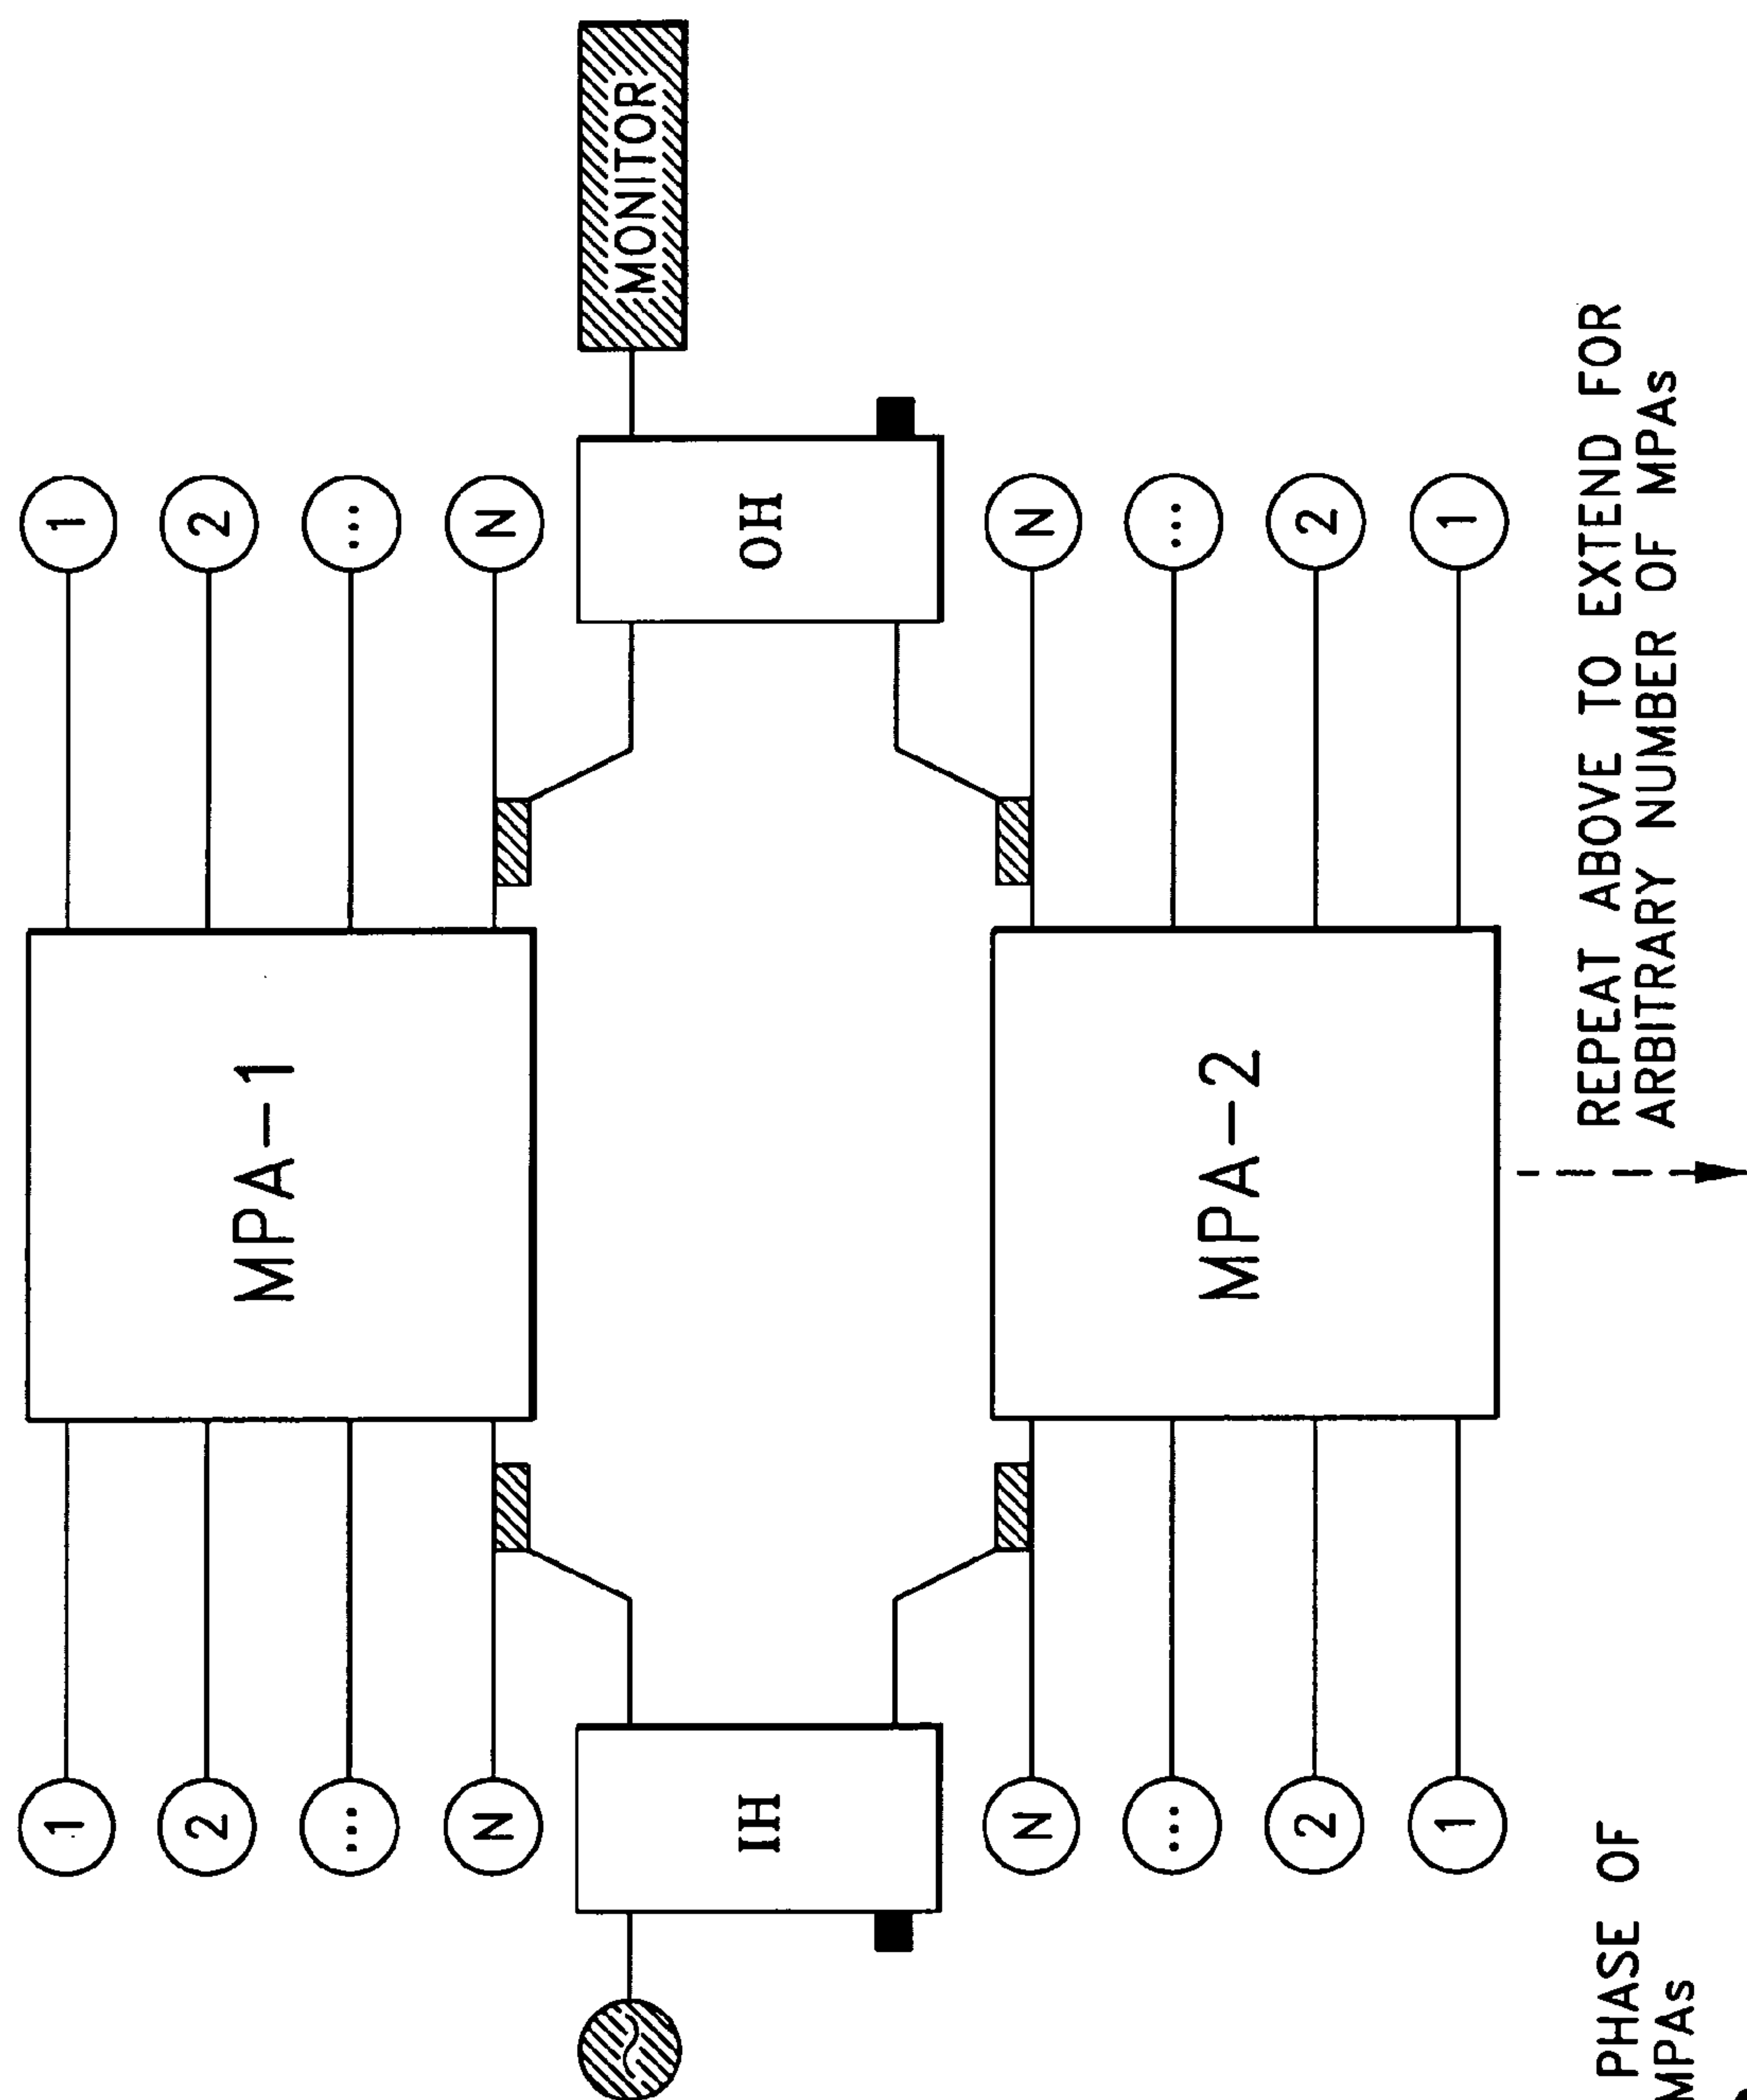 1 1
2 2
MPA-1
... ...
N N
MONITOR
IH OH
N N
... ...
MPA-2
2 2
1 1
PHASE OF
MPAs
REPEAT ABOVE TO EXTEND FOR
ARBITRARY NUMBER OF MPAs